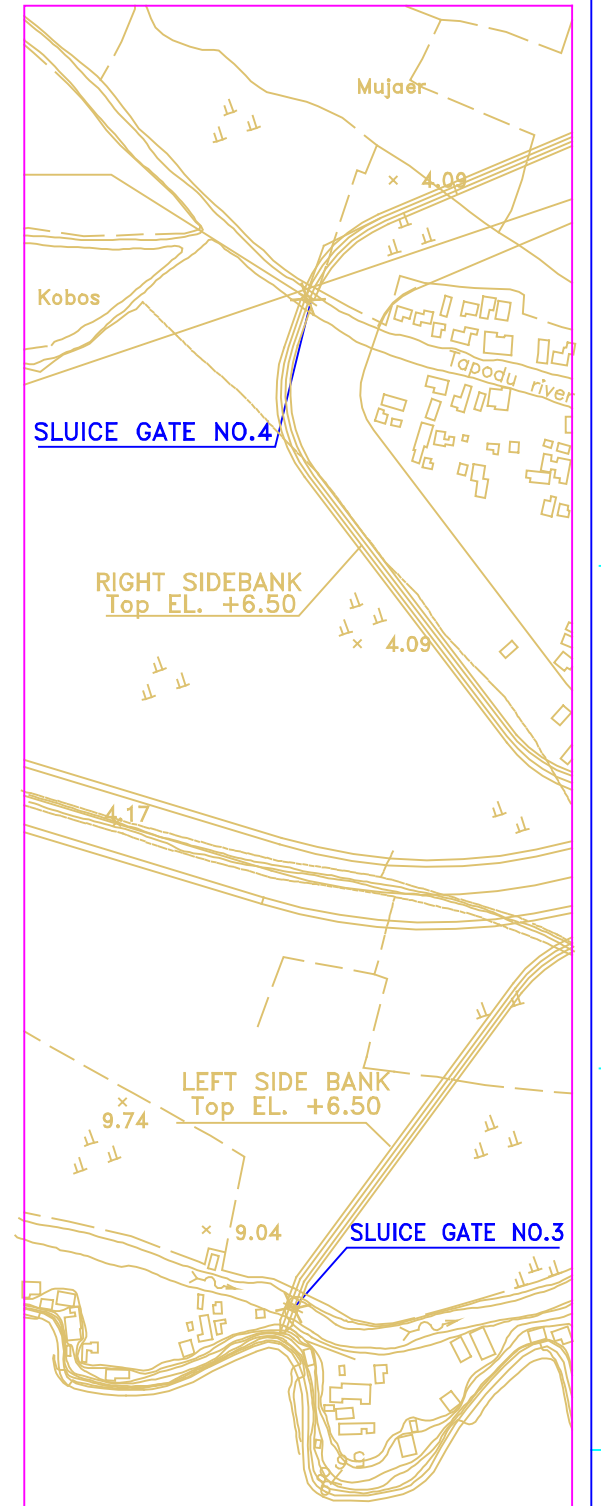 Mujaer
4.09
Kobos
Tapodu river
SLUICE GATE NO.4
RIGHT SIDEBANK
Top EL. +6.50
4.09
4.17
LEFT SIDE BANK
Top EL. +6.50
9.74
9.04
SLUICE GATE NO.3